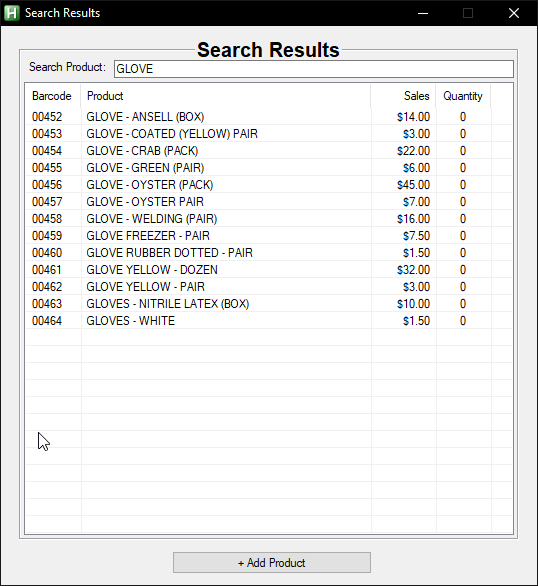 Search Results
Search Results
Search Product: GLOVE
Barcode Product Sales Quantity
00452 GLOVE - ANSELL (BOX) $14.00 0
00453 GLOVE - COATED (YELLOW) PAIR $3.00 0
00454 GLOVE - CRAB (PACK) $22.00 0
00455 GLOVE - GREEN (PAIR) $6.00 0
00456 GLOVE - OYSTER (PACK) $45.00 0
00457 GLOVE - OYSTER PAIR $7.00 0
00458 GLOVE - WELDING (PAIR) $16.00 0
00459 GLOVE FREEZER - PAIR $7.50 0
00460 GLOVE RUBBER DOTTED - PAIR $1.50 0
00461 GLOVE YELLOW - DOZEN $32.00 0
00462 GLOVE YELLOW - PAIR $3.00 0
00463 GLOVES - NITRILE LATEX (BOX) $10.00 0
00464 GLOVES - WHITE $1.50 0
+ Add Product